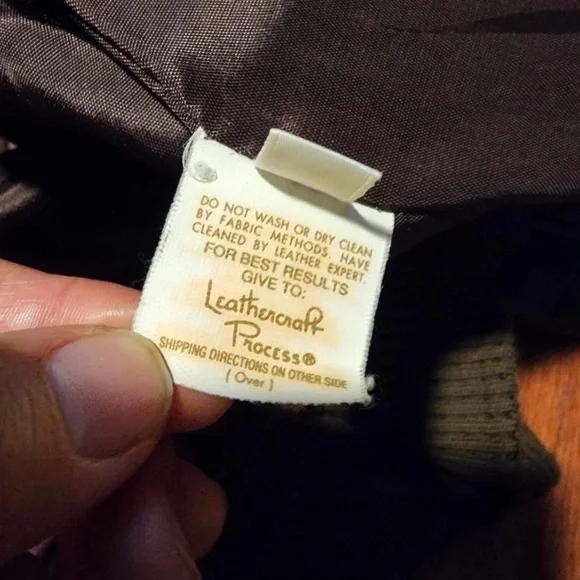 DO NOT WASH OR DRY CLEAN
BY FABRIC METHODS. HAVE
CLEANED BY LEATHER EXPERT.
FOR BEST RESULTS
GIVE TO:
Leathercraft
Process®
SHIPPING DIRECTIONS ON OTHER SIDE
( Over )